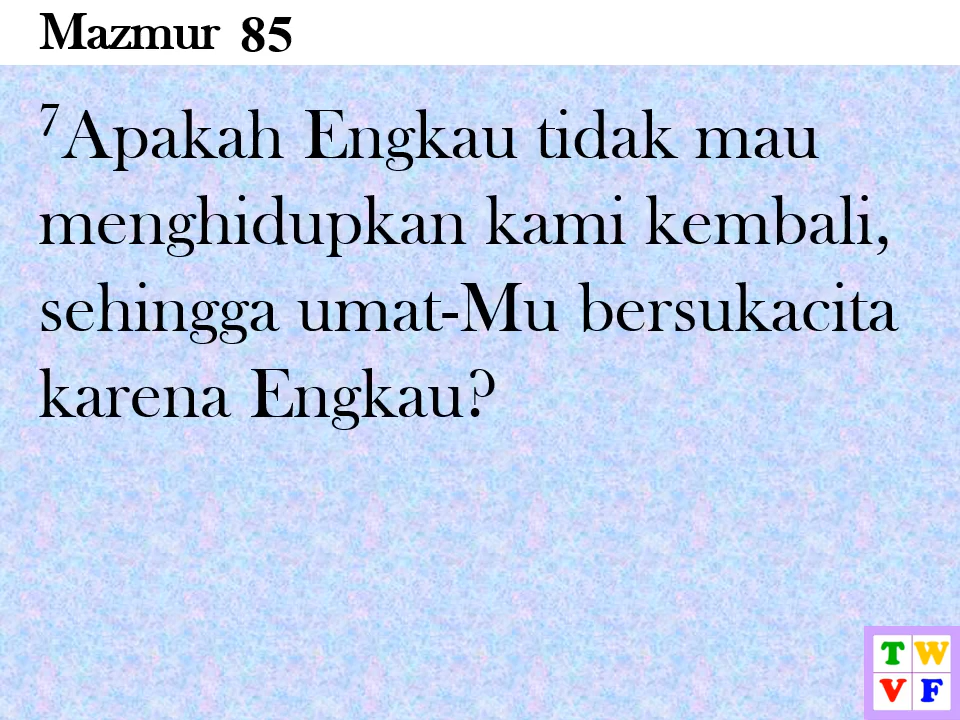 Mazmur 85
7Apakah Engkau tidak mau
menghidupkan kami kembali,
sehingga umat-Mu bersukacita
karena Engkau?
T W
V F